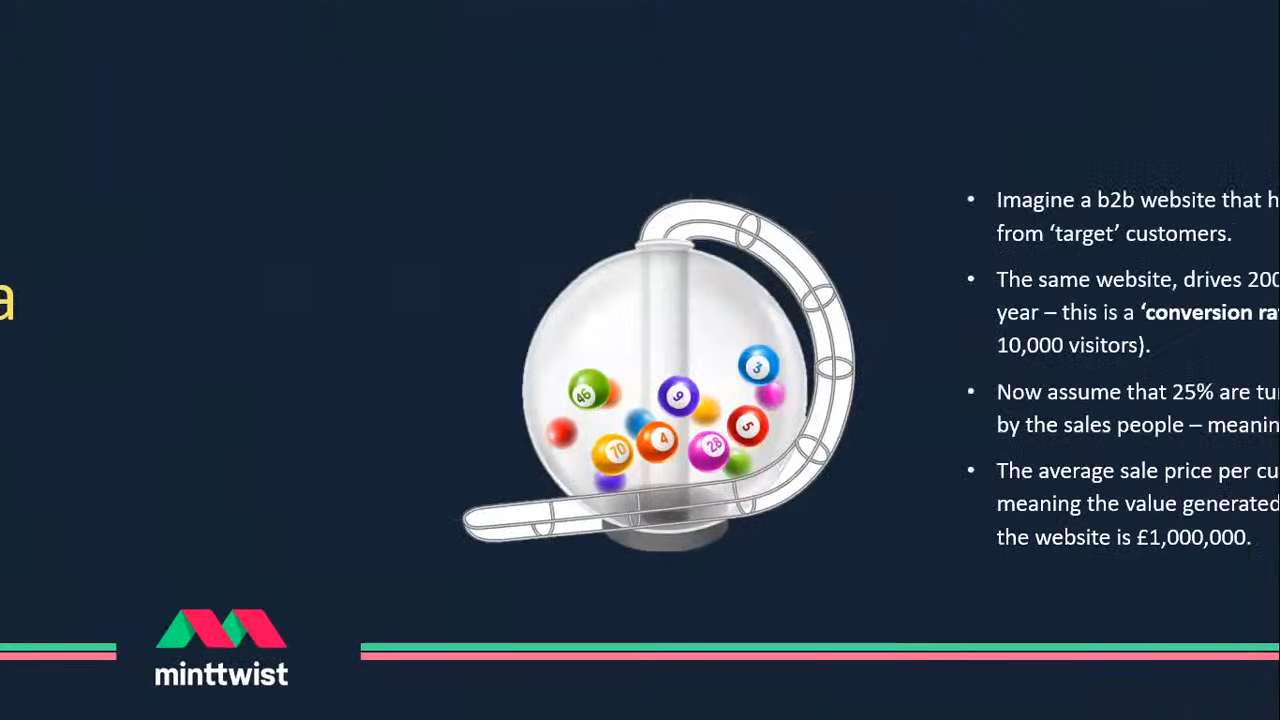 a
• Imagine a b2b website that h
from ‘target’ customers.
• The same website, drives 200
year – this is a ‘conversion ra
10,000 visitors).
• Now assume that 25% are tu
by the sales people – meanin
• The average sale price per cu
meaning the value generated
the website is £1,000,000.
46
3
9
5
4
70
28
minttwist